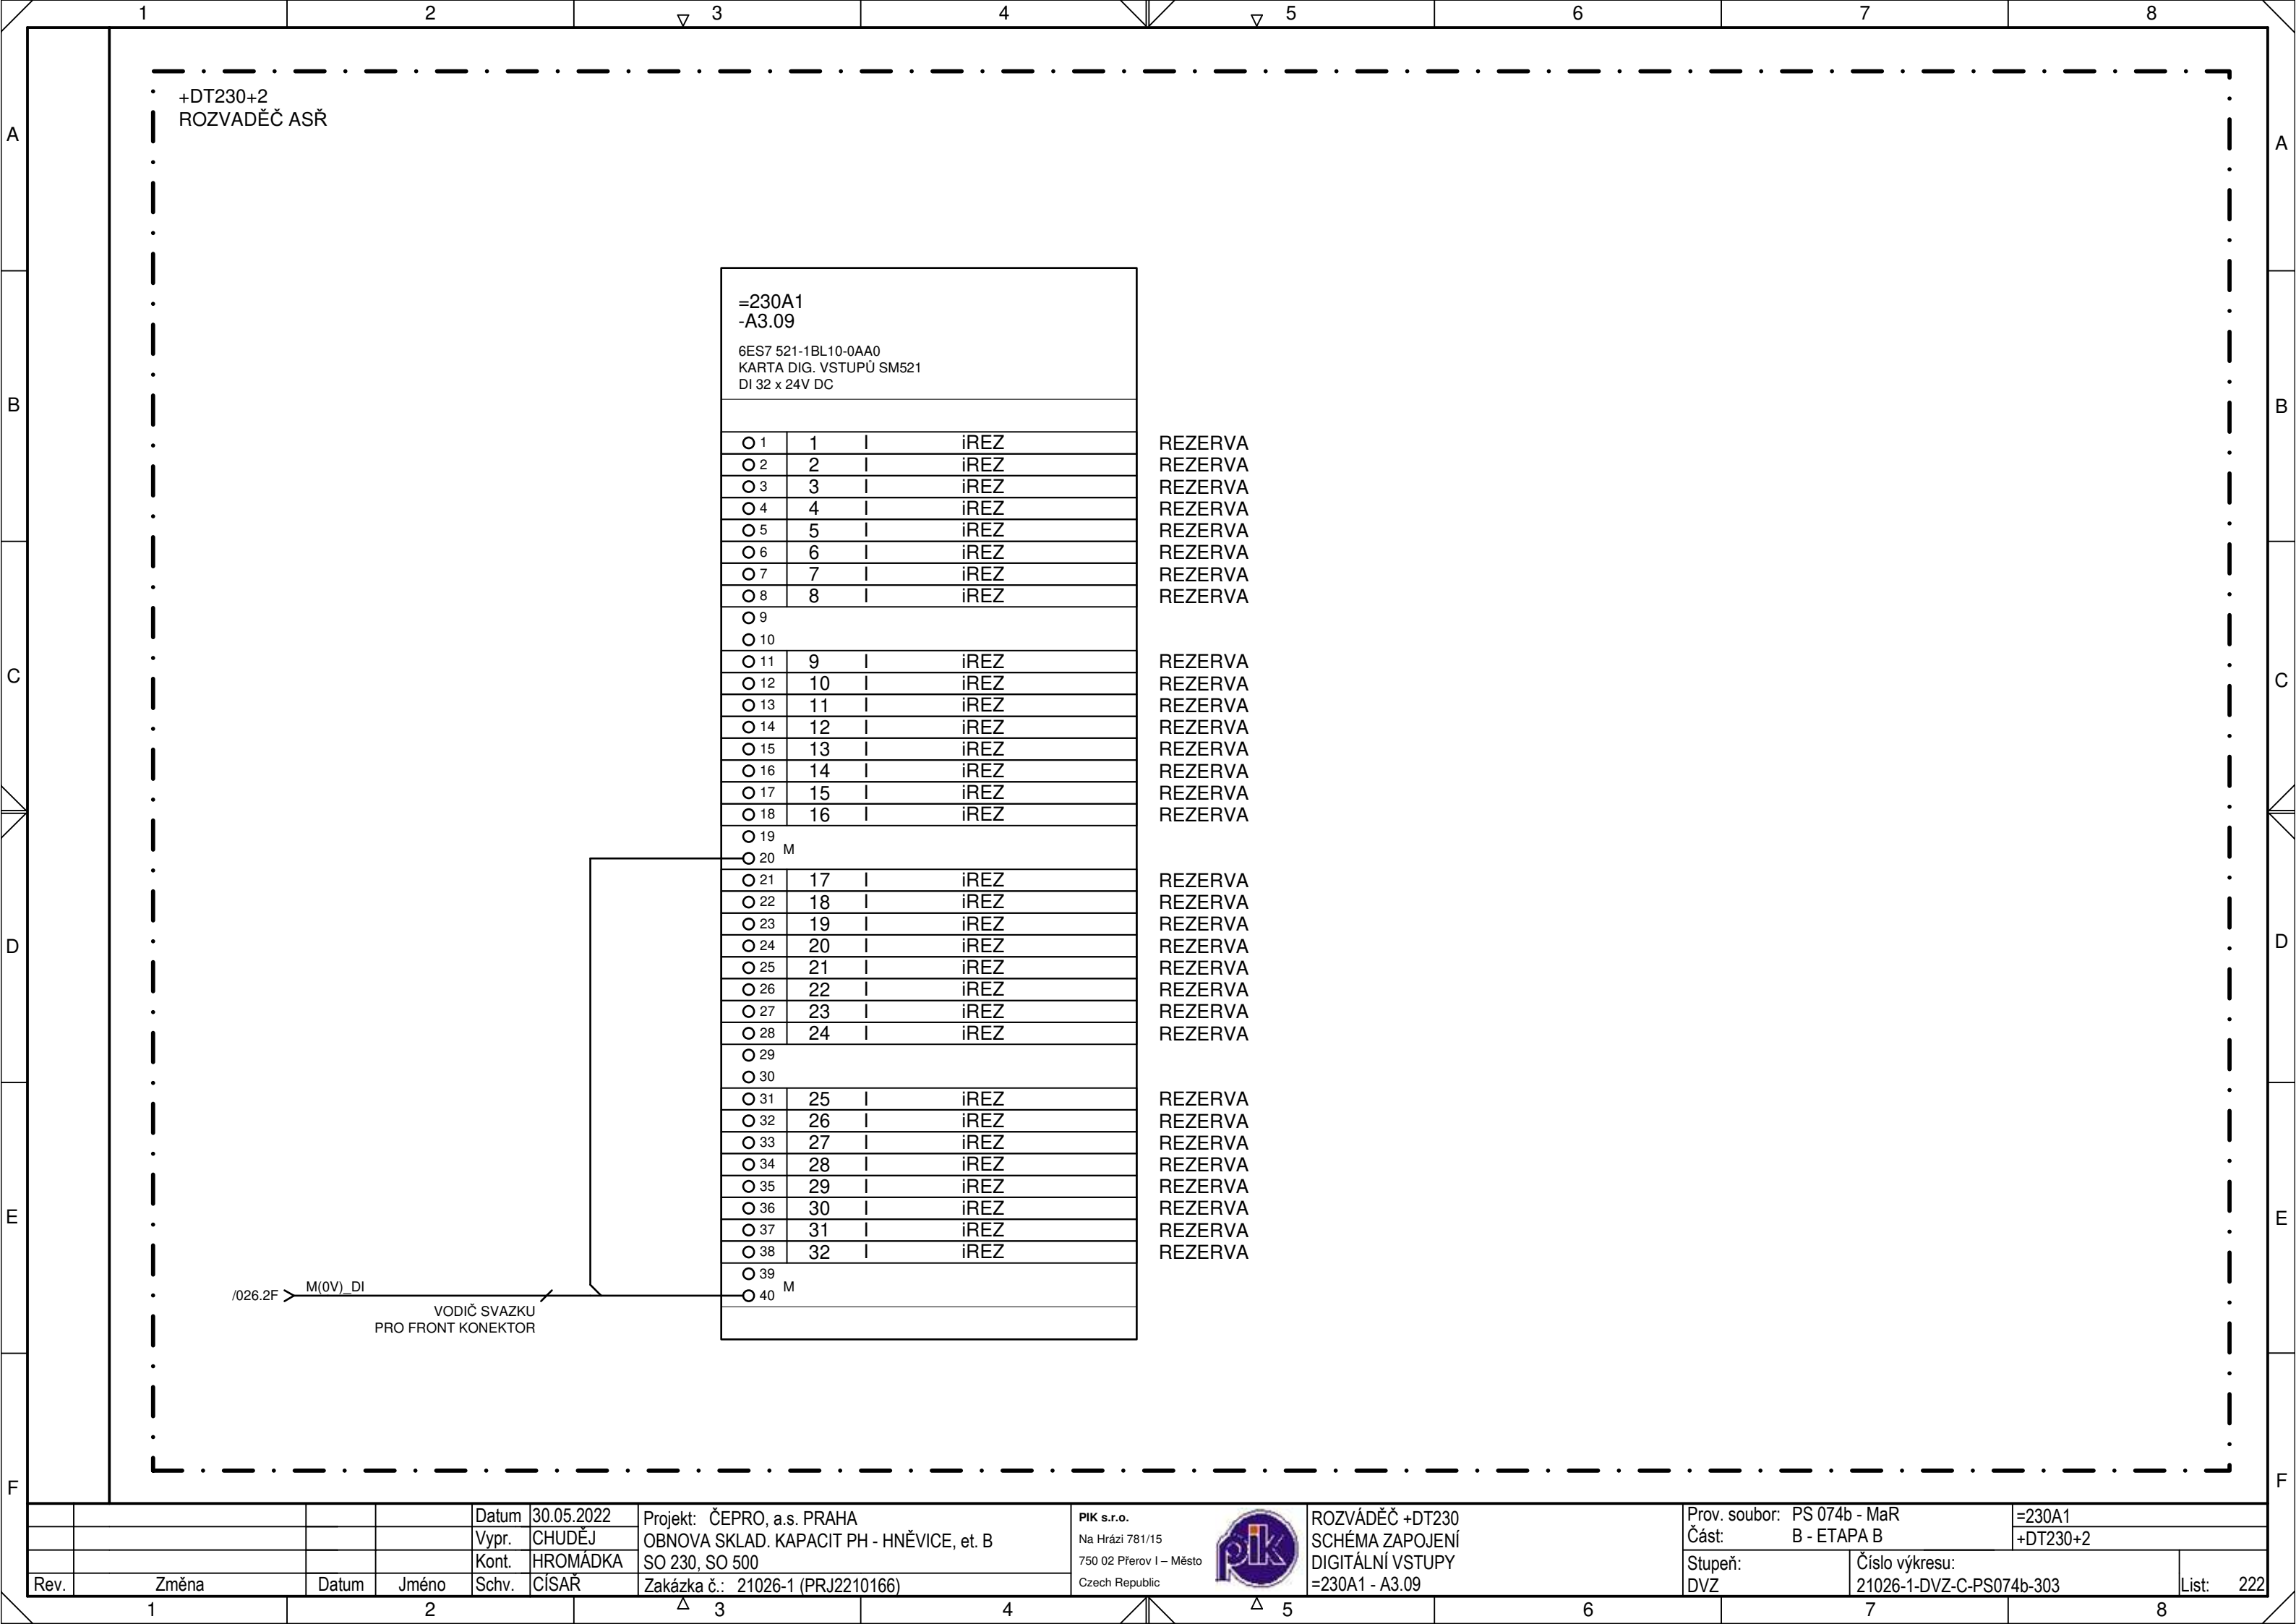 1 2 3 4 5 6 7 8
A A
B B
C C
D D
E E
F F
+DT230+2
ROZVADĚČ ASŘ
=230A1
-A3.09
6ES7 521-1BL10-0AA0
KARTA DIG. VSTUPŮ SM521
DI 32 x 24V DC
1 1 I iREZ REZERVA
2 2 I iREZ REZERVA
3 3 I iREZ REZERVA
4 4 I iREZ REZERVA
5 5 I iREZ REZERVA
6 6 I iREZ REZERVA
7 7 I iREZ REZERVA
8 8 I iREZ REZERVA
9
10
11 9 I iREZ REZERVA
12 10 I iREZ REZERVA
13 11 I iREZ REZERVA
14 12 I iREZ REZERVA
15 13 I iREZ REZERVA
16 14 I iREZ REZERVA
17 15 I iREZ REZERVA
18 16 I iREZ REZERVA
19
M
20
21 17 I iREZ REZERVA
22 18 I iREZ REZERVA
23 19 I iREZ REZERVA
24 20 I iREZ REZERVA
25 21 I iREZ REZERVA
26 22 I iREZ REZERVA
27 23 I iREZ REZERVA
28 24 I iREZ REZERVA
29
30
31 25 I iREZ REZERVA
32 26 I iREZ REZERVA
33 27 I iREZ REZERVA
34 28 I iREZ REZERVA
35 29 I iREZ REZERVA
36 30 I iREZ REZERVA
37 31 I iREZ REZERVA
38 32 I iREZ REZERVA
39
M
40
/026.2F M(0V)_DI
VODIČ SVAZKU
PRO FRONT KONEKTOR
Rev. Změna Datum Jméno
Datum 30.05.2022
Vypr. CHUDĚJ
Kont. HROMÁDKA
Schv. CÍSAŘ
Projekt: ČEPRO, a.s. PRAHA
OBNOVA SKLAD. KAPACIT PH - HNĚVICE, et. B
SO 230, SO 500
Zakázka č.: 21026-1 (PRJ2210166)
PIK s.r.o.
Na Hrázi 781/15
750 02 Přerov I – Město
Czech Republic
pik
ROZVÁDĚČ +DT230
SCHÉMA ZAPOJENÍ
DIGITÁLNÍ VSTUPY
=230A1 - A3.09
Prov. soubor: PS 074b - MaR
Část: B - ETAPA B
=230A1
+DT230+2
Stupeň:
DVZ
Číslo výkresu:
21026-1-DVZ-C-PS074b-303
List: 222
1 2 3 4 5 6 7 8